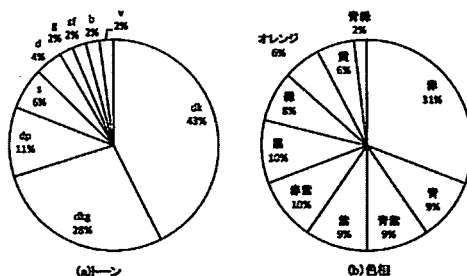 v
2%
b
2%
sf
2%
g
2%
d
4%
s
6%
dp
11%
dkg
28%
dk
43%
(a)トーン
青緑
2%
オレンジ
6%
黄
6%
緑
8%
黒
10%
赤紫
10%
紫
9%
青紫
9%
青
9%
赤
31%
(b)色相